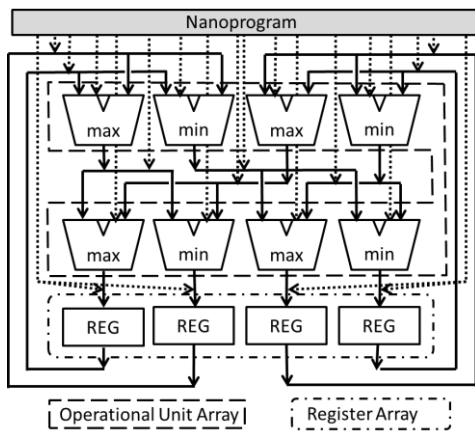 Nanoprogram
max min max min
max min max min
REG REG REG REG
Operational Unit Array Register Array